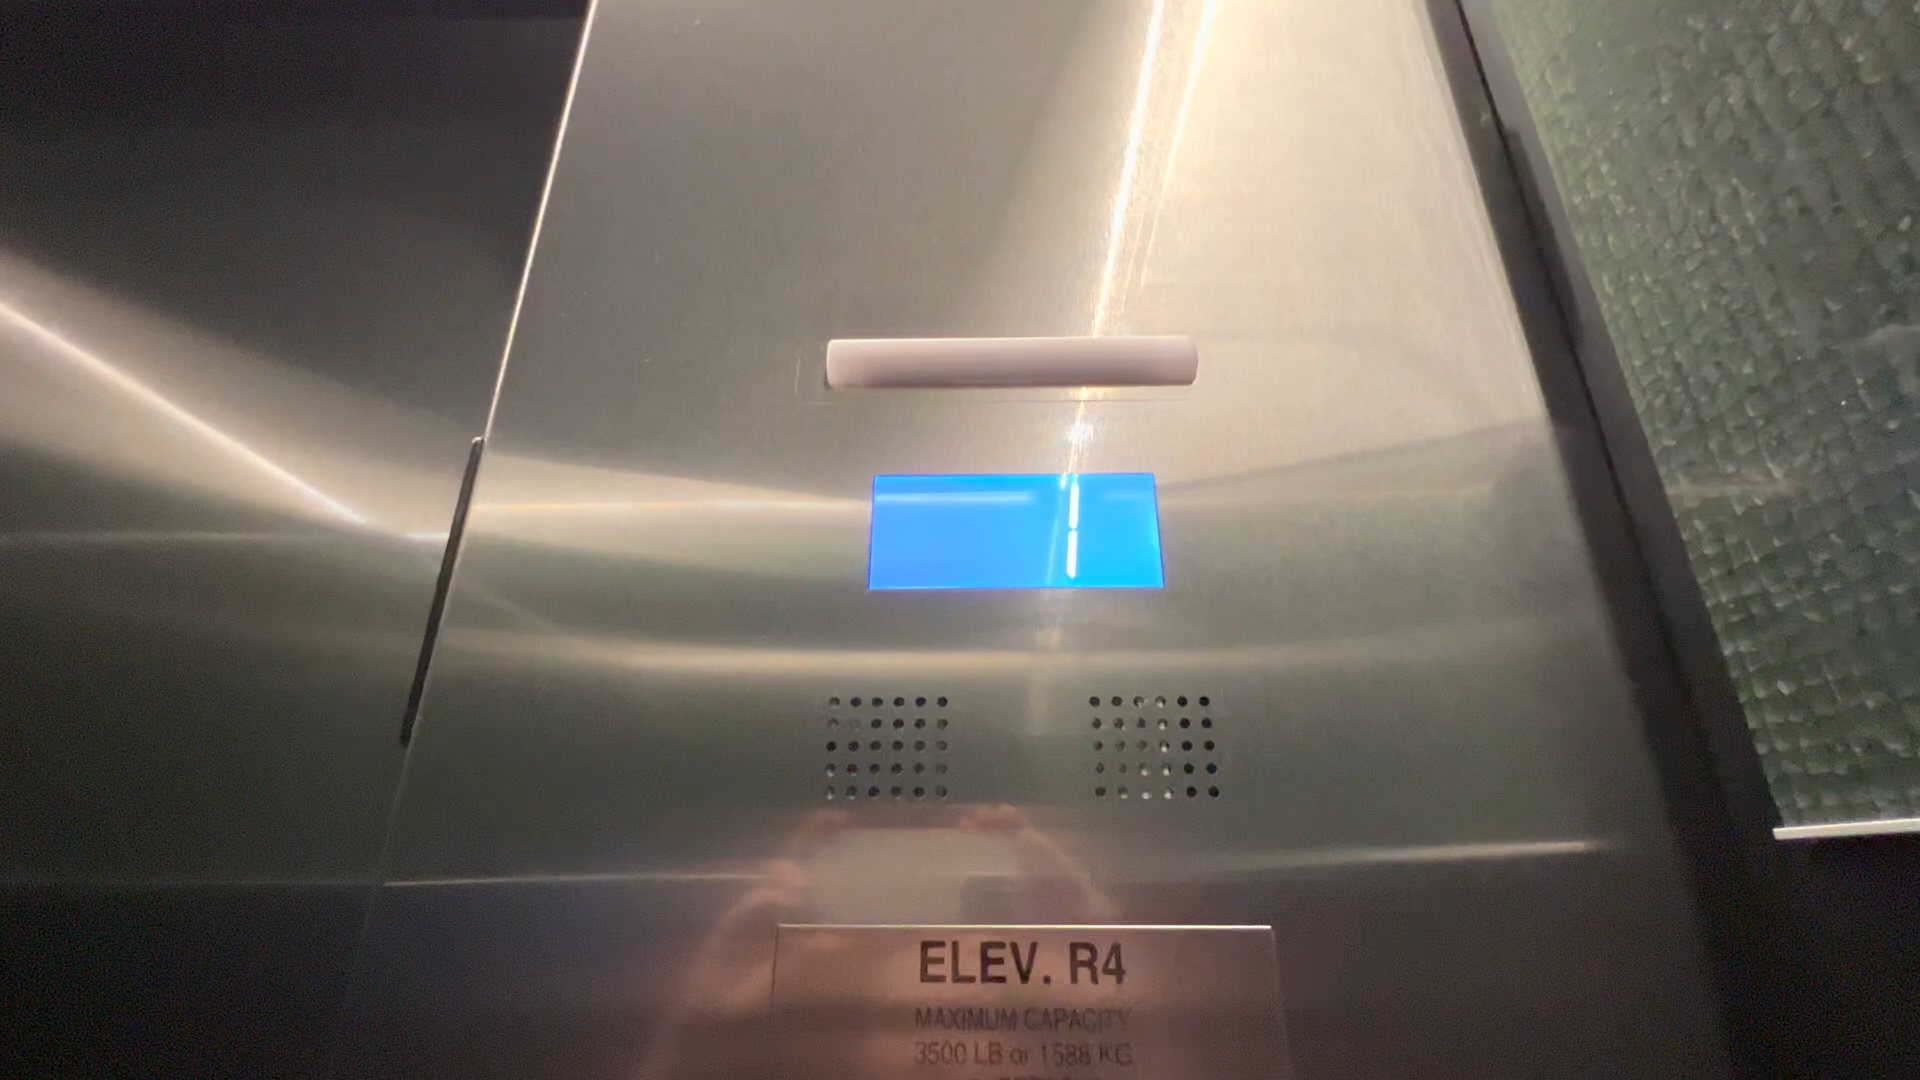 ELEV. R4
MAXIMUM CAPACITY
3500 LB or 1588 KG